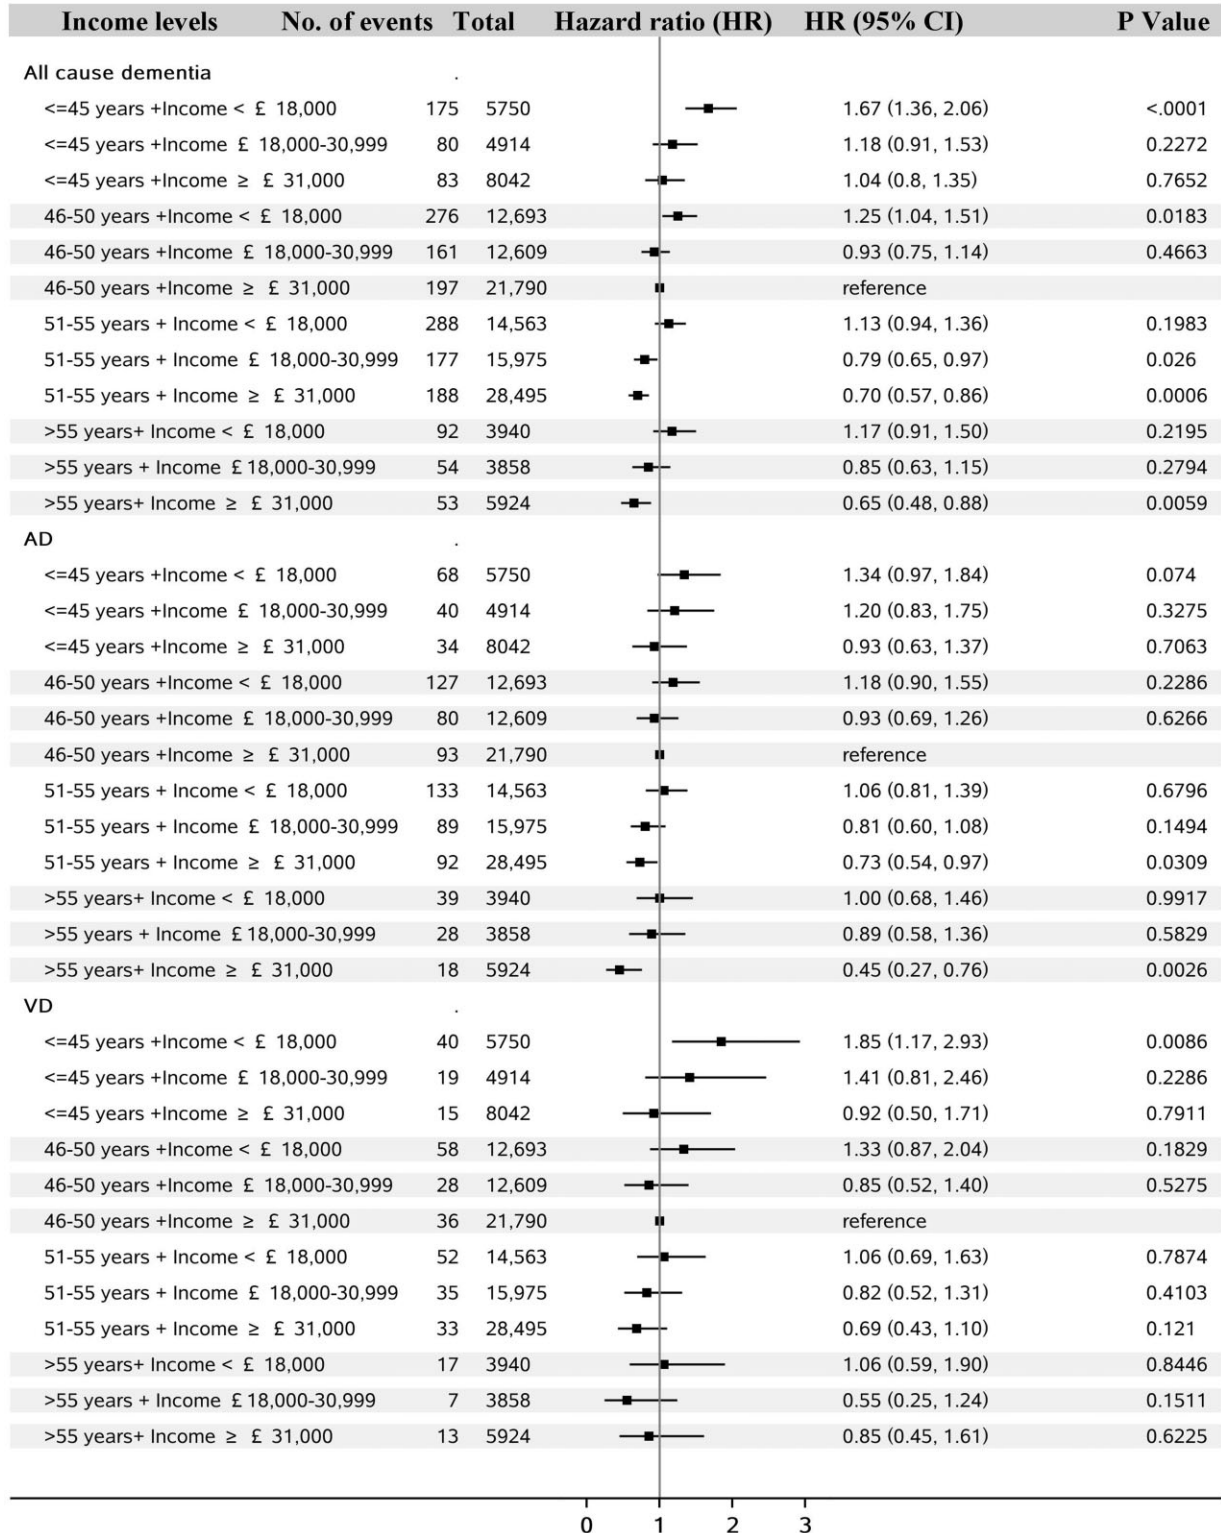 Income levels No. of events Total Hazard ratio (HR) HR (95% CI) P Value
All cause dementia .
<=45 years +Income < £ 18,000 175 5750 1.67 (1.36, 2.06) <.0001
<=45 years +Income £ 18,000-30,999 80 4914 1.18 (0.91, 1.53) 0.2272
<=45 years +Income ≥ £ 31,000 83 8042 1.04 (0.8, 1.35) 0.7652
46-50 years +Income < £ 18,000 276 12,693 1.25 (1.04, 1.51) 0.0183
46-50 years +Income £ 18,000-30,999 161 12,609 0.93 (0.75, 1.14) 0.4663
46-50 years +Income ≥ £ 31,000 197 21,790 reference
51-55 years + Income < £ 18,000 288 14,563 1.13 (0.94, 1.36) 0.1983
51-55 years + Income £ 18,000-30,999 177 15,975 0.79 (0.65, 0.97) 0.026
51-55 years + Income ≥ £ 31,000 188 28,495 0.70 (0.57, 0.86) 0.0006
>55 years+ Income < £ 18,000 92 3940 1.17 (0.91, 1.50) 0.2195
>55 years + Income £18,000-30,999 54 3858 0.85 (0.63, 1.15) 0.2794
>55 years+ Income ≥ £ 31,000 53 5924 0.65 (0.48, 0.88) 0.0059
AD .
<=45 years +Income < £ 18,000 68 5750 1.34 (0.97, 1.84) 0.074
<=45 years +Income £ 18,000-30,999 40 4914 1.20 (0.83, 1.75) 0.3275
<=45 years +Income ≥ £ 31,000 34 8042 0.93 (0.63, 1.37) 0.7063
46-50 years +Income < £ 18,000 127 12,693 1.18 (0.90, 1.55) 0.2286
46-50 years +Income £ 18,000-30,999 80 12,609 0.93 (0.69, 1.26) 0.6266
46-50 years +Income ≥ £ 31,000 93 21,790 reference
51-55 years + Income < £ 18,000 133 14,563 1.06 (0.81, 1.39) 0.6796
51-55 years + Income £ 18,000-30,999 89 15,975 0.81 (0.60, 1.08) 0.1494
51-55 years + Income ≥ £ 31,000 92 28,495 0.73 (0.54, 0.97) 0.0309
>55 years+ Income < £ 18,000 39 3940 1.00 (0.68, 1.46) 0.9917
>55 years + Income £18,000-30,999 28 3858 0.89 (0.58, 1.36) 0.5829
>55 years+ Income ≥ £ 31,000 18 5924 0.45 (0.27, 0.76) 0.0026
VD .
<=45 years +Income < £ 18,000 40 5750 1.85 (1.17, 2.93) 0.0086
<=45 years +Income £ 18,000-30,999 19 4914 1.41 (0.81, 2.46) 0.2286
<=45 years +Income ≥ £ 31,000 15 8042 0.92 (0.50, 1.71) 0.7911
46-50 years +Income < £ 18,000 58 12,693 1.33 (0.87, 2.04) 0.1829
46-50 years +Income £ 18,000-30,999 28 12,609 0.85 (0.52, 1.40) 0.5275
46-50 years +Income ≥ £ 31,000 36 21,790 reference
51-55 years + Income < £ 18,000 52 14,563 1.06 (0.69, 1.63) 0.7874
51-55 years + Income £ 18,000-30,999 35 15,975 0.82 (0.52, 1.31) 0.4103
51-55 years + Income ≥ £ 31,000 33 28,495 0.69 (0.43, 1.10) 0.121
>55 years+ Income < £ 18,000 17 3940 1.06 (0.59, 1.90) 0.8446
>55 years + Income £18,000-30,999 7 3858 0.55 (0.25, 1.24) 0.1511
>55 years+ Income ≥ £ 31,000 13 5924 0.85 (0.45, 1.61) 0.6225
0 1 2 3